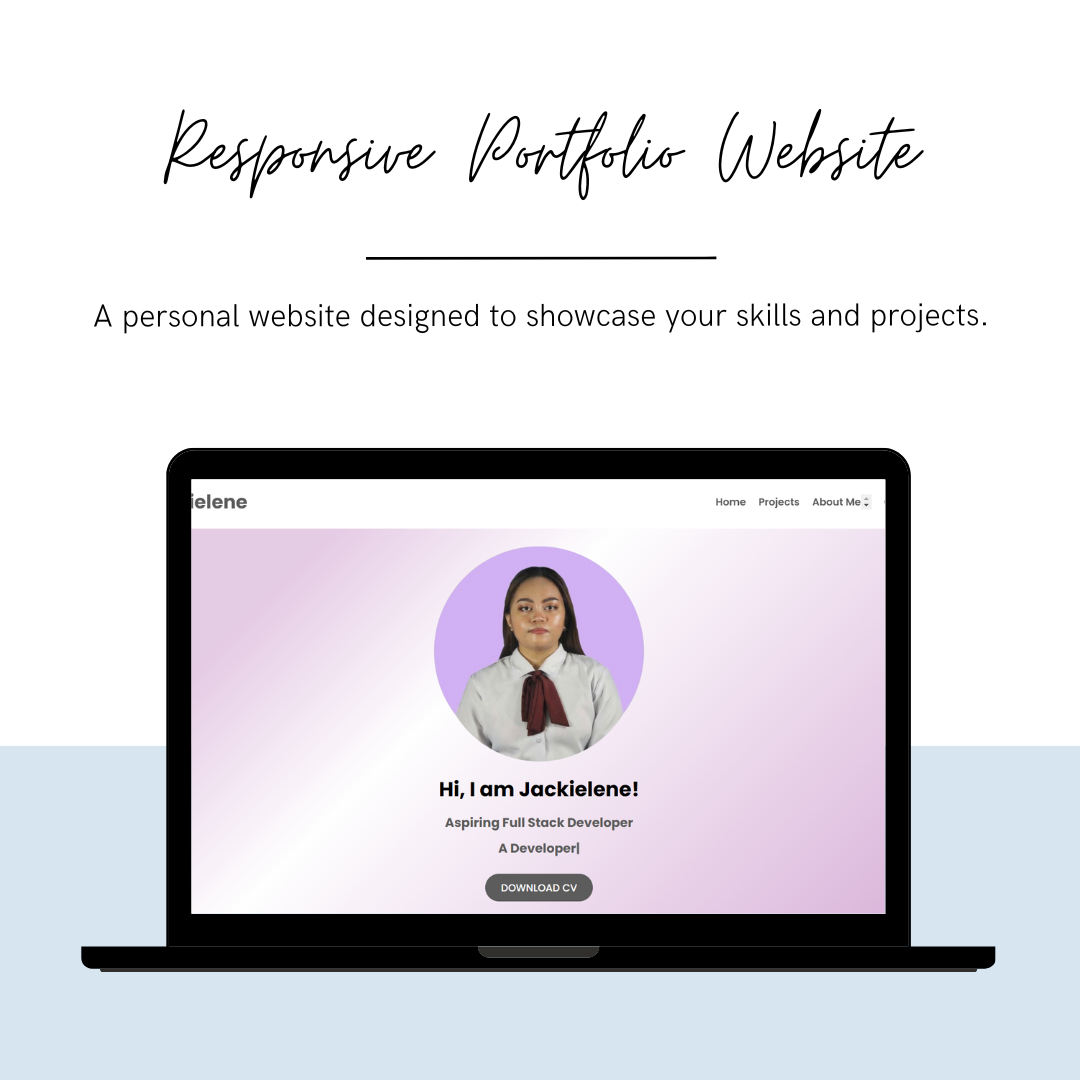 Responsive Portfolio Website
A personal website designed to showcase your skills and projects.
ielene
Home Projects About Me
Hi, I am Jackielene!
Aspiring Full Stack Developer
A Developer|
DOWNLOAD CV